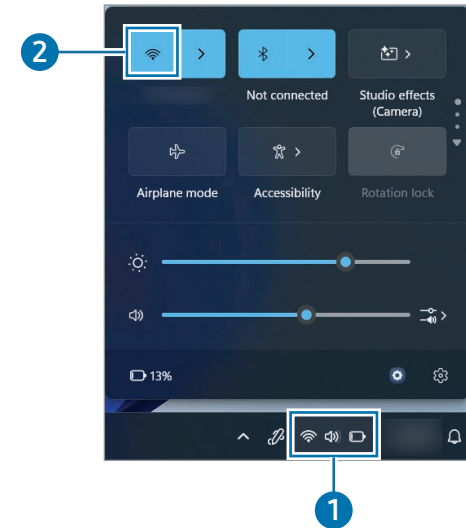 2
Not connected
Studio effects
(Camera)
Airplane mode
Accessibility
Rotation lock
13%
1